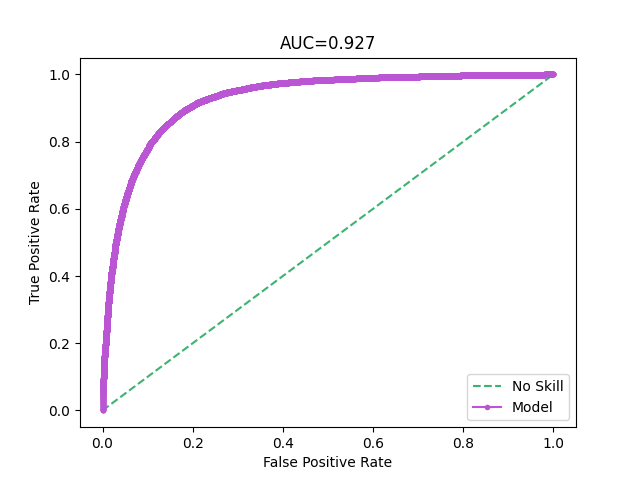 AUC=0.927
True Positive Rate
1.0
0.8
0.6
0.4
0.2
0.0
0.0 0.2 0.4 0.6 0.8 1.0
False Positive Rate
No Skill
Model